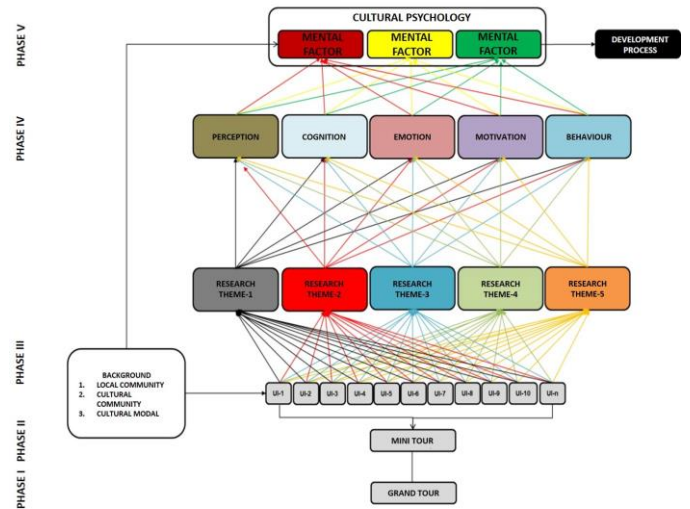 PHASE V
CULTURAL PSYCHOLOGY
MENTAL
FACTOR
MENTAL
FACTOR
MENTAL
FACTOR
DEVELOPMENT
PROCESS
PHASE IV
PERCEPTION
COGNITION
EMOTION
MOTIVATION
BEHAVIOUR
RESEARCH
THEME-1
RESEARCH
THEME-2
RESEARCH
THEME-3
RESEARCH
THEME-4
RESEARCH
THEME-5
PHASE III
BACKGROUND
1. LOCAL COMMUNITY
2. CULTURAL
COMMUNITY
3. CULTURAL MODAL
UI-1
UI-2
UI-3
UI-4
UI-5
UI-6
UI-7
UI-8
UI-9
UI-10
UI-n
PHASE II
MINI TOUR
PHASE I
GRAND TOUR